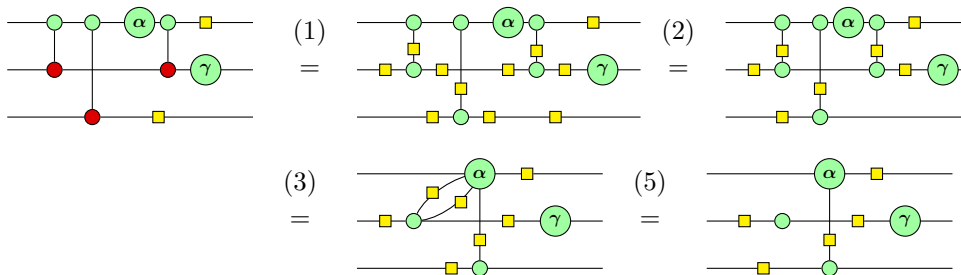 α (1) α (2) α
γ = γ = γ
(3) α (5) α
= γ = γ